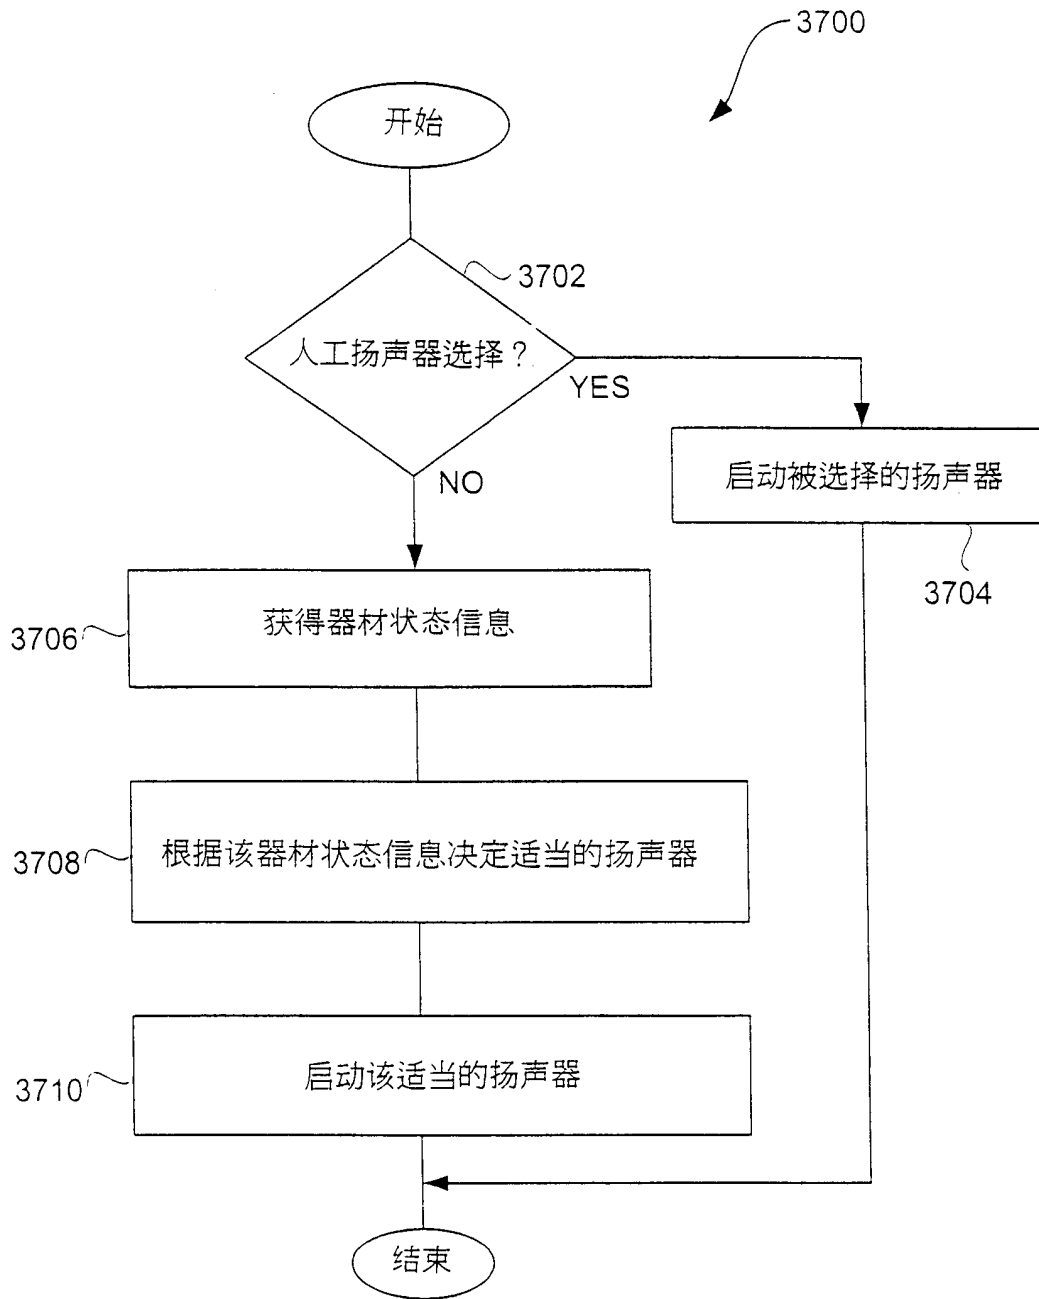 3700
开始
3702
人工扬声器选择？
YES
NO
启动被选择的扬声器
3704
获得器材状态信息
3706
根据该器材状态信息决定适当的扬声器
3708
启动该适当的扬声器
3710
结束